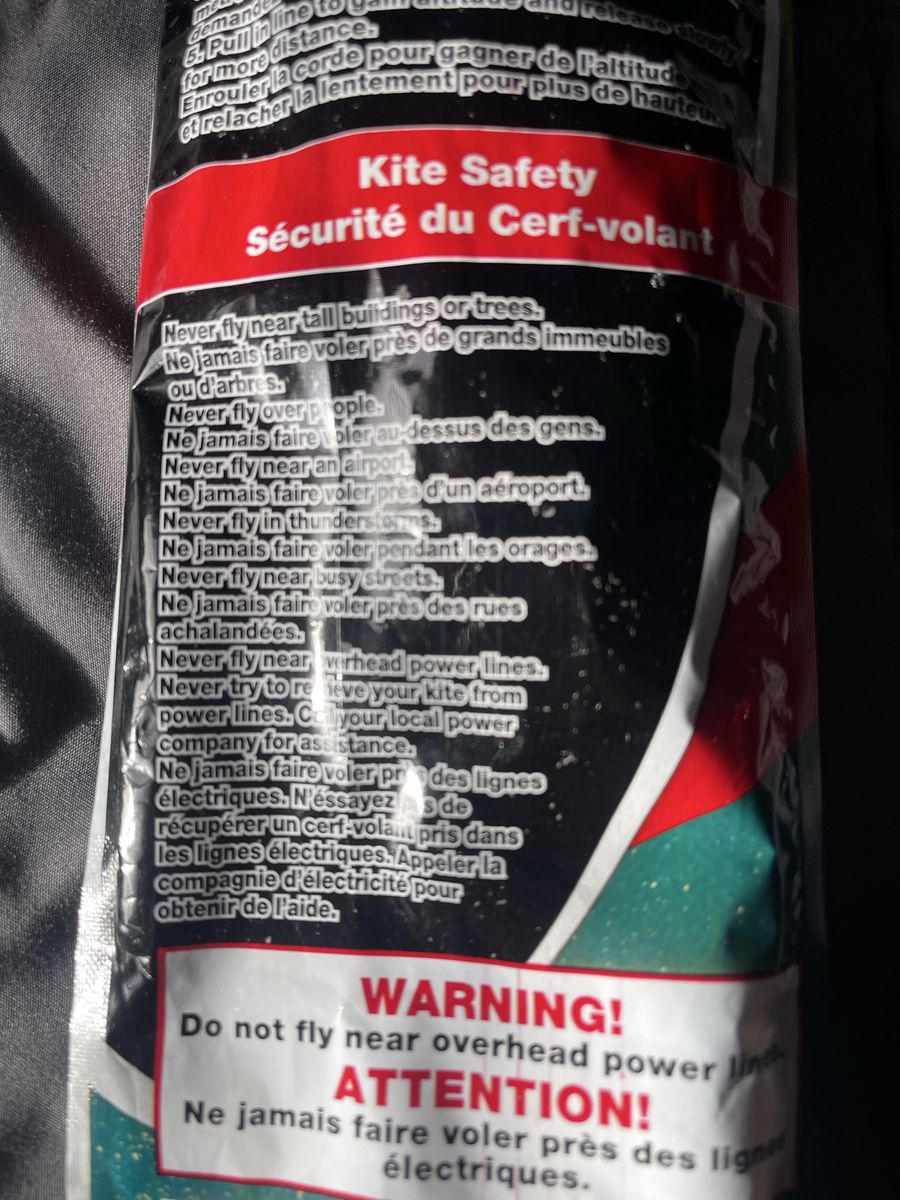 demande
5. Pull in line to gain altitude and release slowly
for more distance.
Enrouler la corde pour gagner de l'altitude
et relacher la lentement pour plus de hauteur.
Kite Safety
Sécurité du Cerf-volant
Never fly near tall buildings or trees.
Ne jamais faire voler près de grands immeubles
ou d'arbres.
Never fly over people.
Ne jamais faire voler au-dessus des gens.
Never fly near an airport.
Ne jamais faire voler près d'un aéroport.
Never fly in thunderstorms.
Ne jamais faire voler pendant les orages.
Never fly near busy streets.
Ne jamais faire voler près des rues
achalandées.
Never fly near overhead power lines.
Never try to retrieve your kite from
power lines. Call your local power
company for assistance.
Ne jamais faire voler près des lignes
électriques. N'éssayez pas de
récupérer un cerf-volant pris dans
les lignes électriques. Appeler la
compagnie d'électricité pour
obtenir de l'aide.
WARNING!
Do not fly near overhead power lines.
ATTENTION!
Ne jamais faire voler près des lignes
électriques.